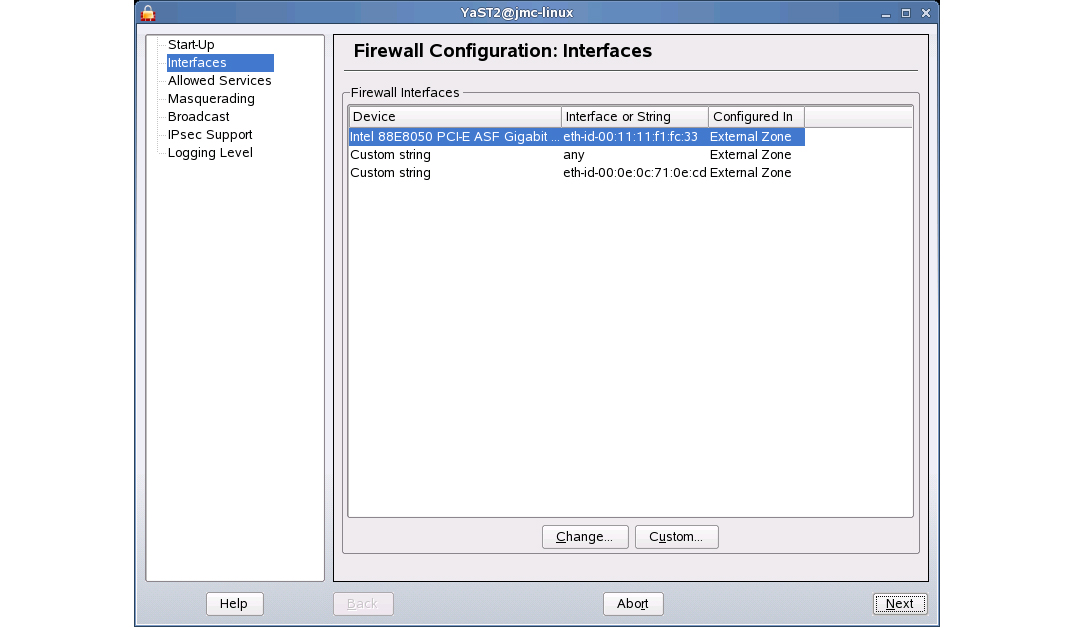 YaST2@jmc-linux
Start-Up
Interfaces
Allowed Services
Masquerading
Broadcast
IPsec Support
Logging Level
Firewall Configuration: Interfaces
Firewall Interfaces
Device Interface or String Configured In
Intel 88E8050 PCI-E ASF Gigabit ... eth-id-00:11:11:f1:fc:33 External Zone
Custom string any External Zone
Custom string eth-id-00:0e:0c:71:0e:cd External Zone
Change... Custom...
Help Back Abort Next